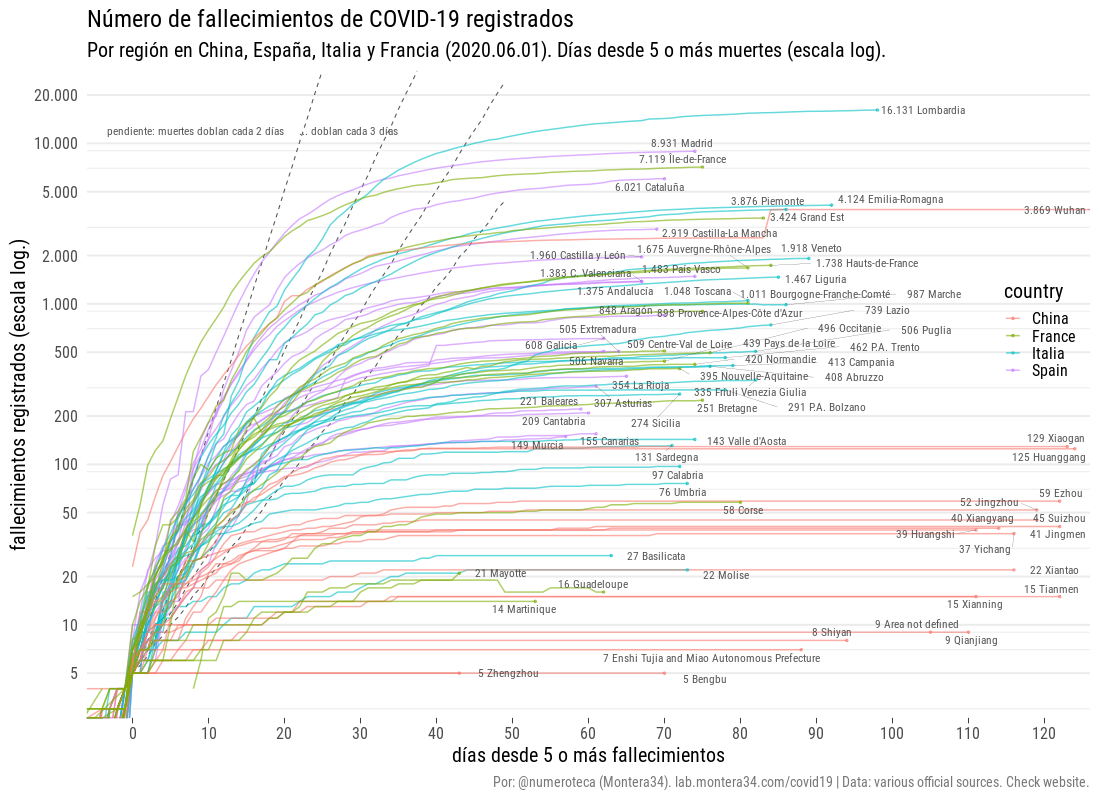 Número de fallecimientos de COVID-19 registrados
Por región en China, España, Italia y Francia (2020.06.01). Días desde 5 o más muertes (escala log).
fallecimientos registrados (escala log.)
20.000
10.000
5.000
2.000
1.000
500
200
100
50
20
10
5
pendiente: muertes doblan cada 2 días
... doblan cada 3 días
16.131 Lombardia
8.931 Madrid
7.119 Île-de-France
6.021 Cataluña
3.876 Piemonte
4.124 Emilia-Romagna
3.869 Wuhan
3.424 Grand Est
2.919 Castilla-La Mancha
1.675 Auvergne-Rhône-Alpes
1.918 Veneto
1.960 Castilla y León
1.738 Hauts-de-France
1.383 C. Valenciana
1.483 País Vasco
1.467 Liguria
1.375 Andalucía
1.048 Toscana
1.011 Bourgogne-Franche-Comté
987 Marche
848 Aragón
898 Provence-Alpes-Côte d'Azur
739 Lazio
505 Extremadura
496 Occitanie
506 Puglia
608 Galicia
509 Centre-Val de Loire
439 Pays de la Loire
462 P.A. Trento
506 Navarra
420 Normandie
413 Campania
395 Nouvelle-Aquitaine
408 Abruzzo
354 La Rioja
335 Friuli Venezia Giulia
221 Baleares
307 Asturias
251 Bretagne
291 P.A. Bolzano
209 Cantabria
274 Sicilia
149 Murcia
155 Canarias
143 Valle d'Aosta
129 Xiaogan
131 Sardegna
125 Huanggang
97 Calabria
76 Umbria
59 Ezhou
58 Corse
52 Jingzhou
40 Xiangyang
45 Suizhou
39 Huangshi
41 Jingmen
37 Yichang
27 Basilicata
21 Mayotte
22 Molise
22 Xiantao
16 Guadeloupe
15 Tianmen
14 Martinique
15 Xianning
8 Shiyan
9 Area not defined
9 Qianjiang
7 Enshi Tujia and Miao Autonomous Prefecture
5 Zhengzhou
5 Bengbu
country
China
France
Italia
Spain
0 10 20 30 40 50 60 70 80 90 100 110 120
días desde 5 o más fallecimientos
Por: @numeroteca (Montera34). lab.montera34.com/covid19 | Data: various official sources. Check website.